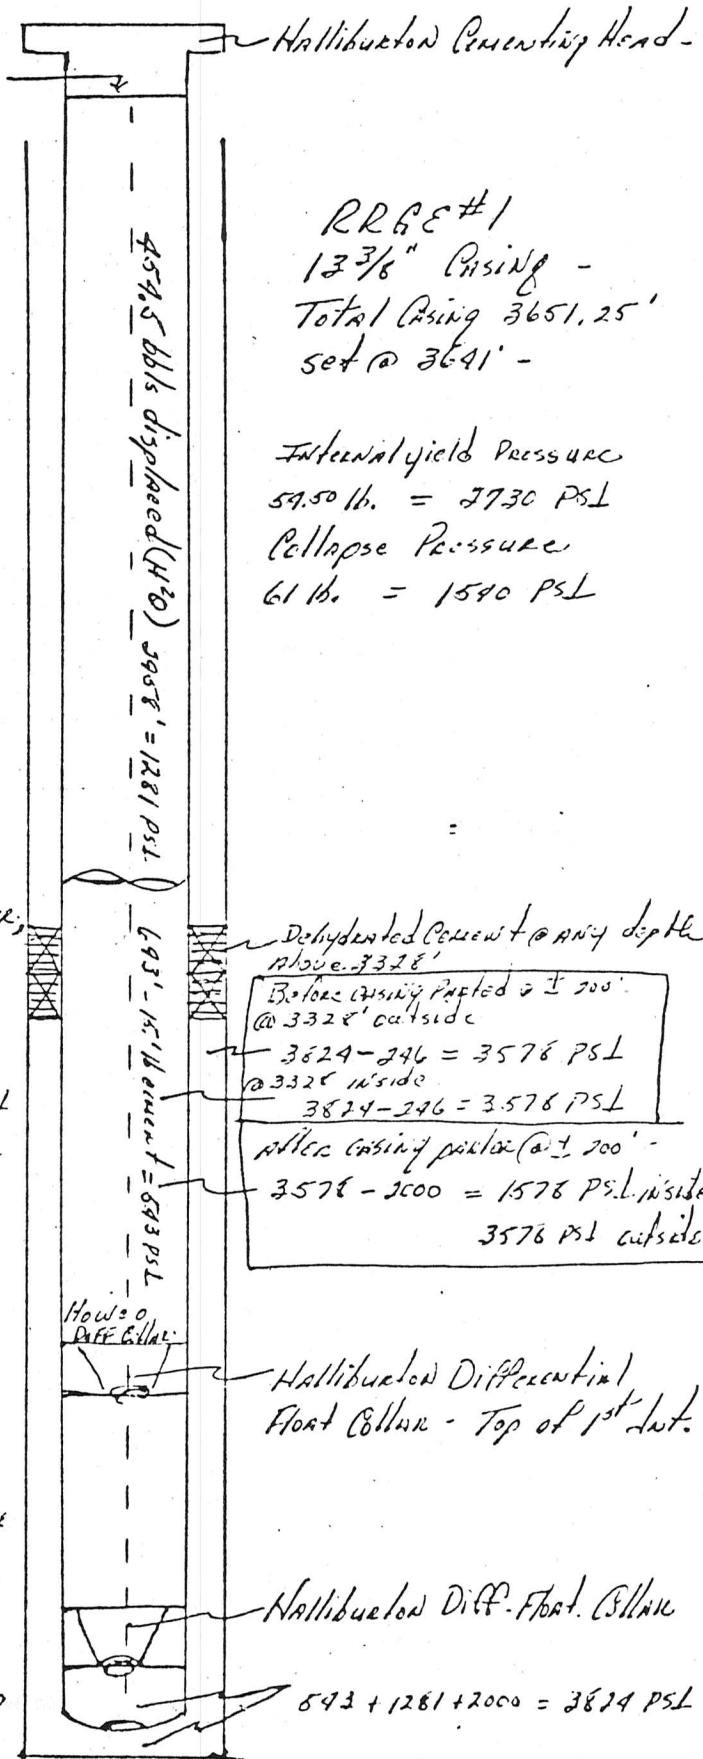 Halliburton Cementing Head -
RRGE #1
13 3/8" Casing -
Total Casing 3651.25'
set @ 3641' -
Internal yield Pressure
54.50 lb. = 2730 PSI
Collapse Pressure
61 lb. = 1540 PSI
454.5 bbls displaced (H²O) 2958' = 1281 PSI
693' - 15' lb cement = 543 PSI
Dehydrated Cement @ ANY depth
Above 3328'
Before casing parted @ ± 200'
@ 3328' outside
3824 - 246 = 3578 PSI
@ 3328 inside
3824 - 246 = 3578 PSI
After casing parted @ ± 200' -
3578 - 2000 = 1578 PSI inside
3578 PSI outside
Diff Collar
Halliburton Differential
Float Collar - Top of 1st Jnt.
Halliburton Diff. Float. Collar
543 + 1281 + 2000 = 3824 PSI